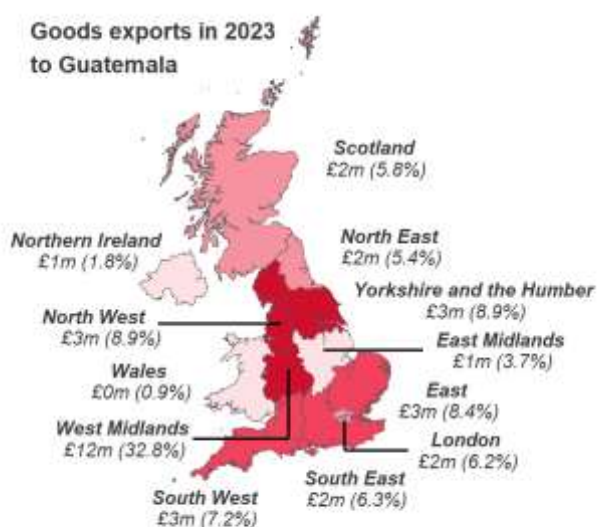 Goods exports in 2023
to Guatemala
Scotland
£2m (5.8%)
Northern Ireland
£1m (1.8%)
North East
£2m (5.4%)
Yorkshire and the Humber
£3m (8.9%)
North West
£3m (8.9%)
East Midlands
£1m (3.7%)
Wales
£0m (0.9%)
East
£3m (8.4%)
West Midlands
£12m (32.8%)
London
£2m (6.2%)
South East
£2m (6.3%)
South West
£3m (7.2%)